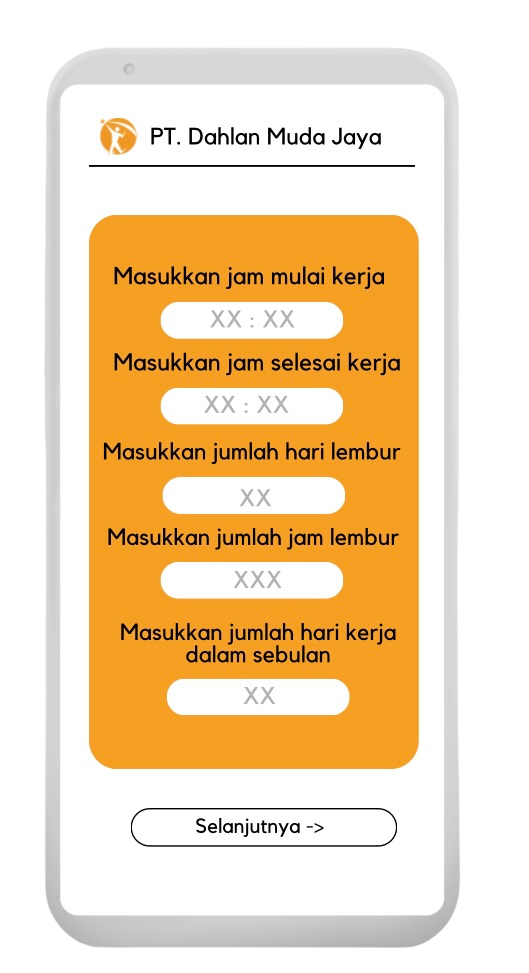 PT. Dahlan Muda Jaya
Masukkan jam mulai kerja
XX : XX
Masukkan jam selesai kerja
XX : XX
Masukkan jumlah hari lembur
XX
Masukkan jumlah jam lembur
XXX
Masukkan jumlah hari kerja
dalam sebulan
XX
Selanjutnya ->